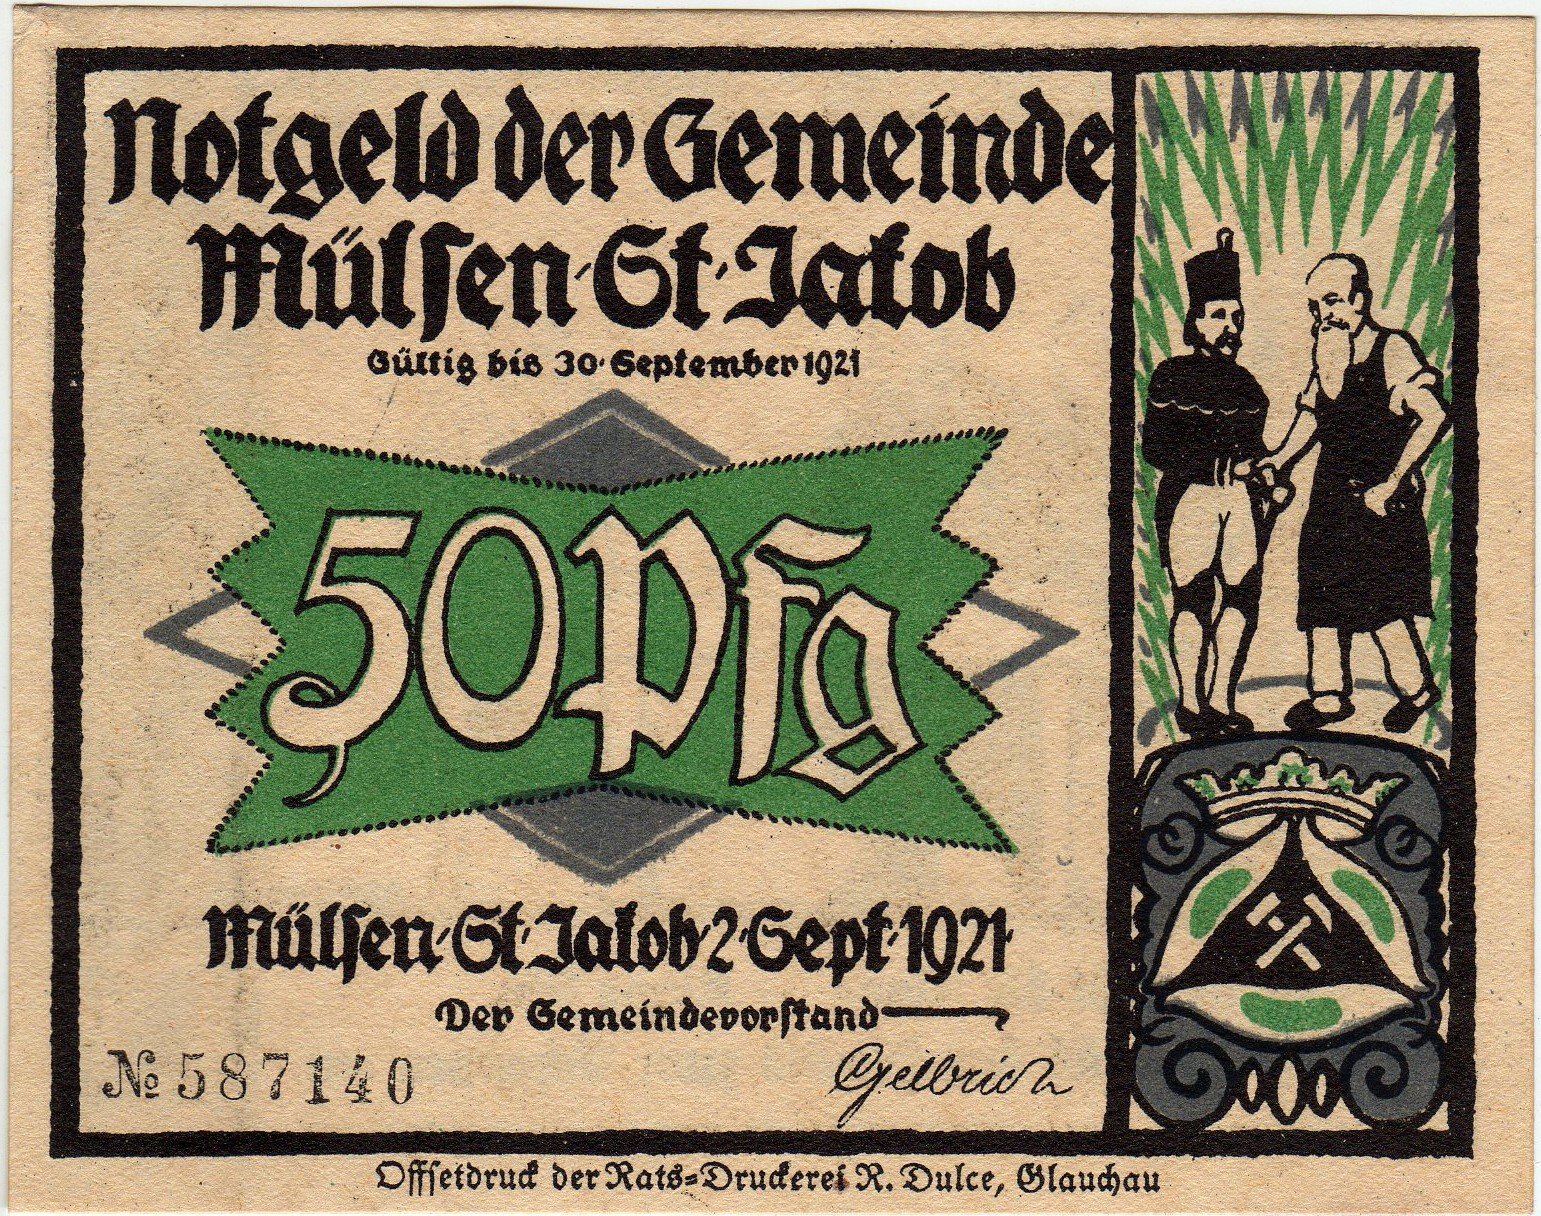 Notgeld der Gemeinde
Mülsen·St·Jakob
Gültig bis 30·September 1921
50 Pfg
Mülsen·St·Jakob·2·Sept·1921·
Der Gemeindevorstand
№ 587140
Geilbrich
Offsetdruck der Rats=Druckerei R. Dulce, Glauchau